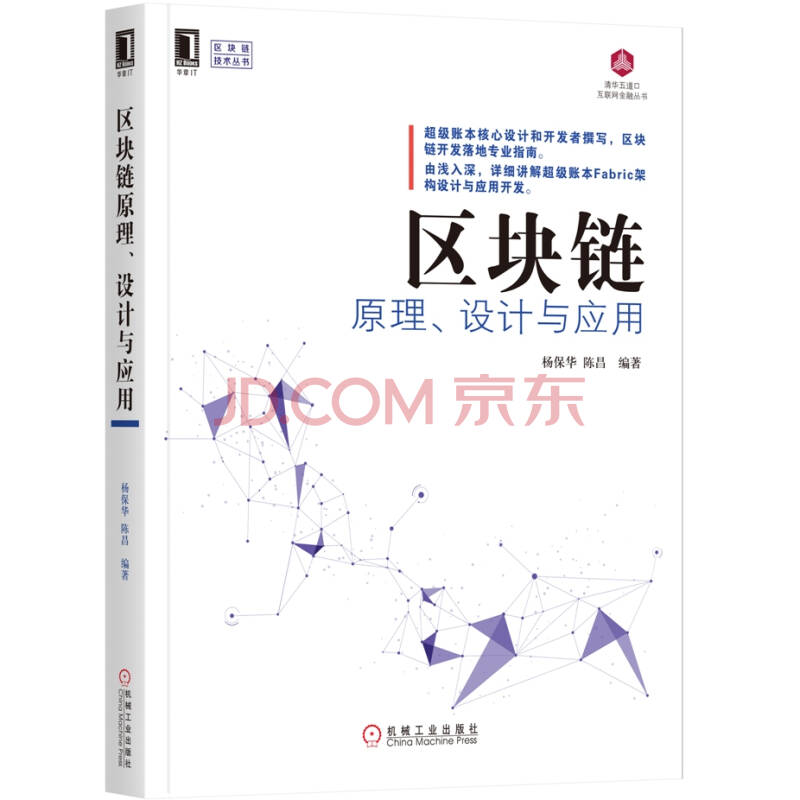 HZ Books
华章IT
区块链原理、设计与应用
杨保华 陈昌 编著
机械工业出版社
China Machine Press
HZ Books
华章IT
区块链
技术丛书
清华五道口
互联网金融丛书
超级账本核心设计和开发者撰写，区块
链开发落地专业指南。
由浅入深，详细讲解超级账本Fabric架
构设计与应用开发。
区块链
原理、设计与应用
杨保华 陈昌 编著
JD.COM 京东
机械工业出版社
China Machine Press